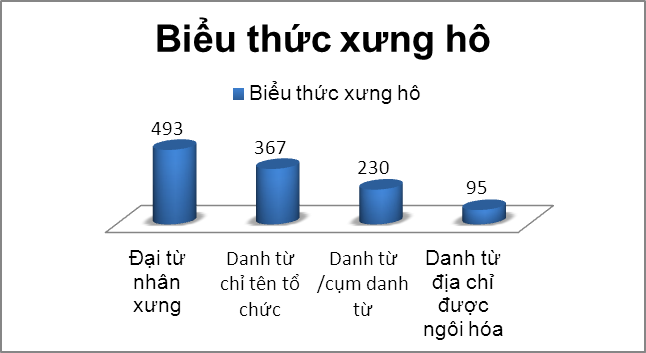 Biểu thức xưng hô
Biểu thức xưng hô
493
367
230
95
Đại từ
nhân
xưng
Danh từ
chỉ tên tổ
chức
Danh từ
/cụm danh
từ
Danh từ
địa chỉ
được
ngôi hóa